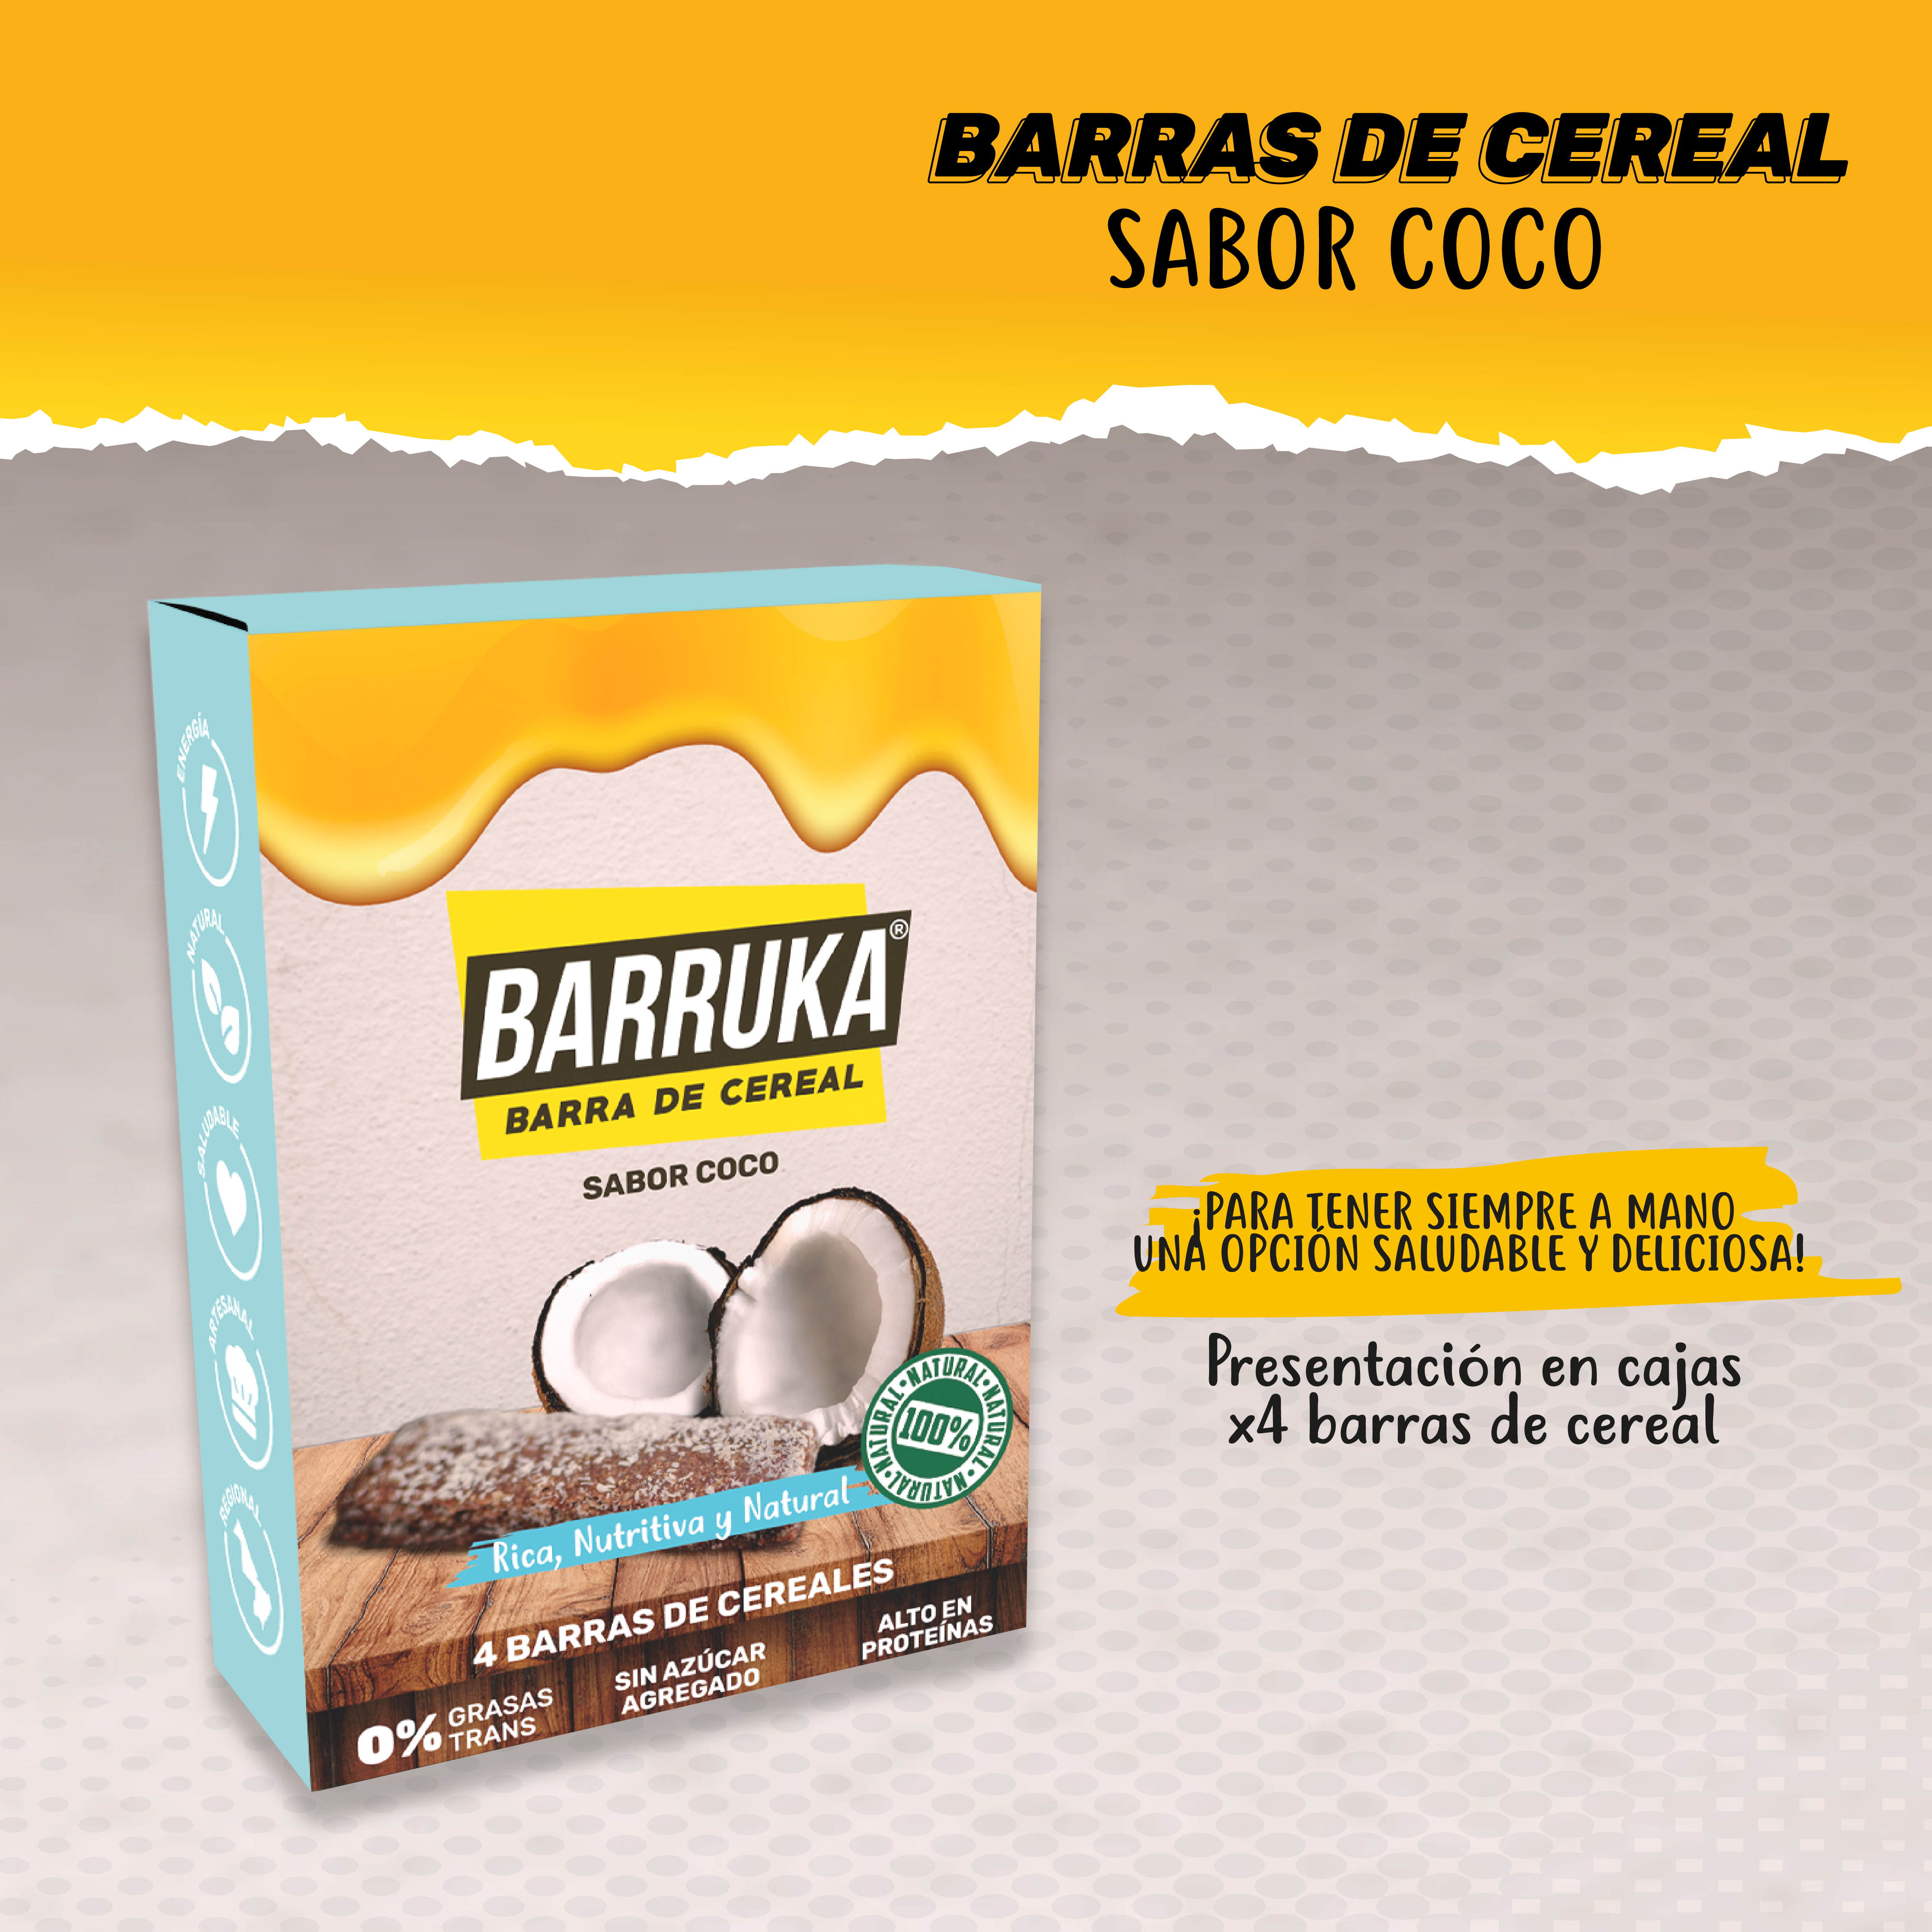 BARRAS DE CEREAL
SABOR COCO
ENERGÍA
NATURAL
SALUDABLE
ARTESANAL
REGIONAL
BARRUKA®
BARRA DE CEREAL
SABOR COCO
NATURAL•NATURAL•NATURAL•NATURAL•
100%
Rica, Nutritiva y Natural
4 BARRAS DE CEREALES
0% GRASAS
TRANS
SIN AZÚCAR
AGREGADO
ALTO EN
PROTEÍNAS
¡PARA TENER SIEMPRE A MANO
UNA OPCIÓN SALUDABLE Y DELICIOSA!
Presentación en cajas
x4 barras de cereal